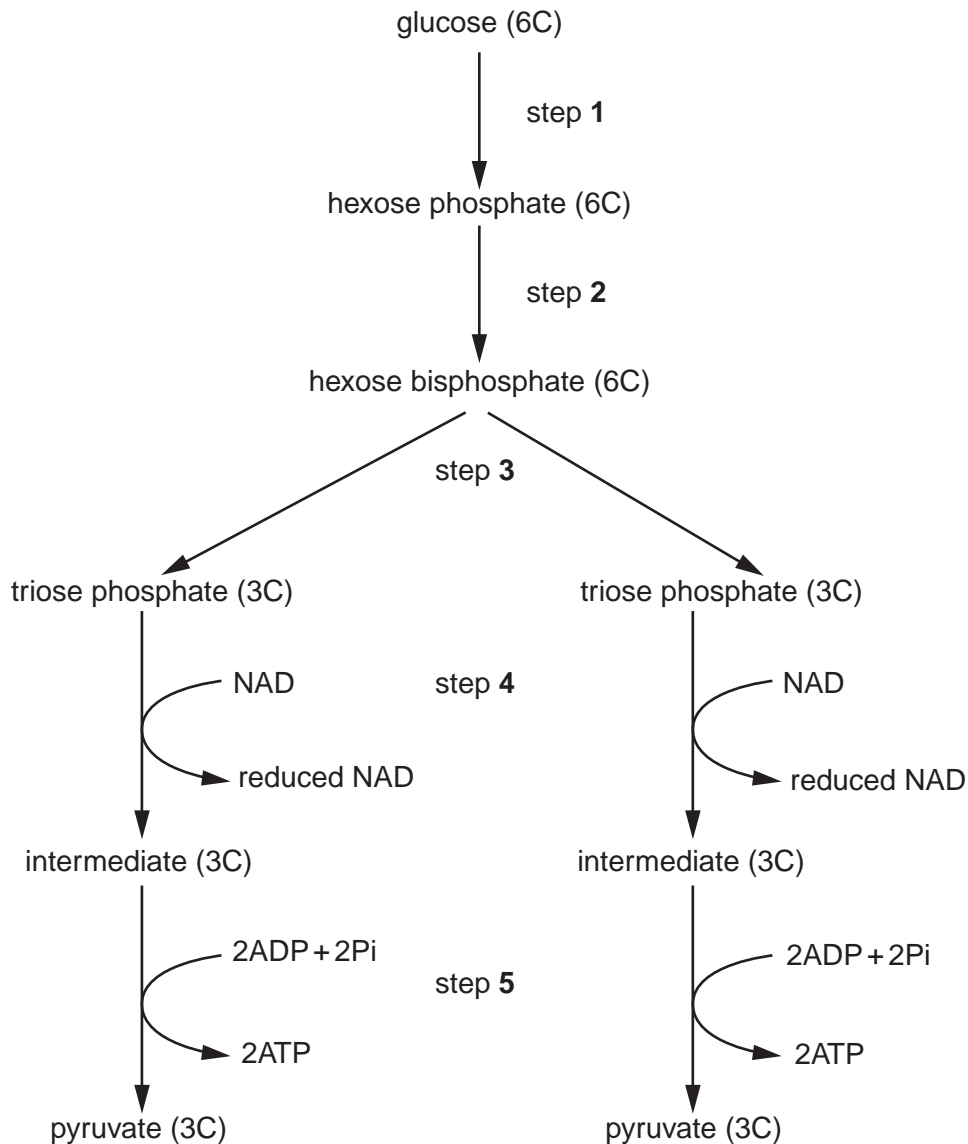 glucose (6C)
step 1
hexose phosphate (6C)
step 2
hexose bisphosphate (6C)
step 3
triose phosphate (3C) triose phosphate (3C)
NAD step 4 NAD
reduced NAD reduced NAD
intermediate (3C) intermediate (3C)
2ADP + 2Pi 2ADP + 2Pi
step 5
2ATP 2ATP
pyruvate (3C) pyruvate (3C)